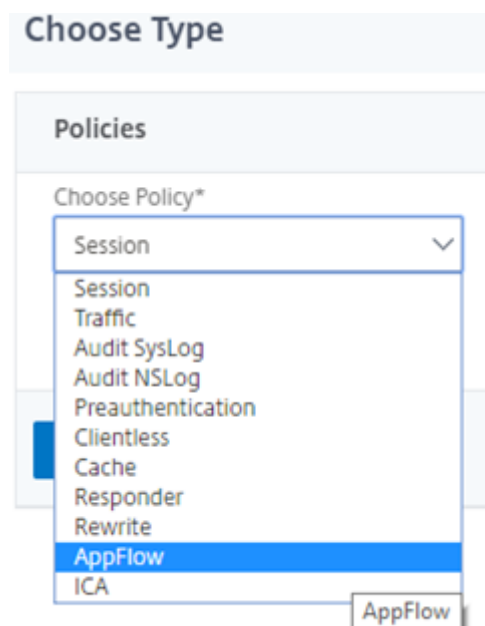 Choose Type
Policies
Choose Policy*
Session
Session
Traffic
Audit SysLog
Audit NSLog
Preauthentication
Clientless
Cache
Responder
Rewrite
AppFlow
ICA
AppFlow